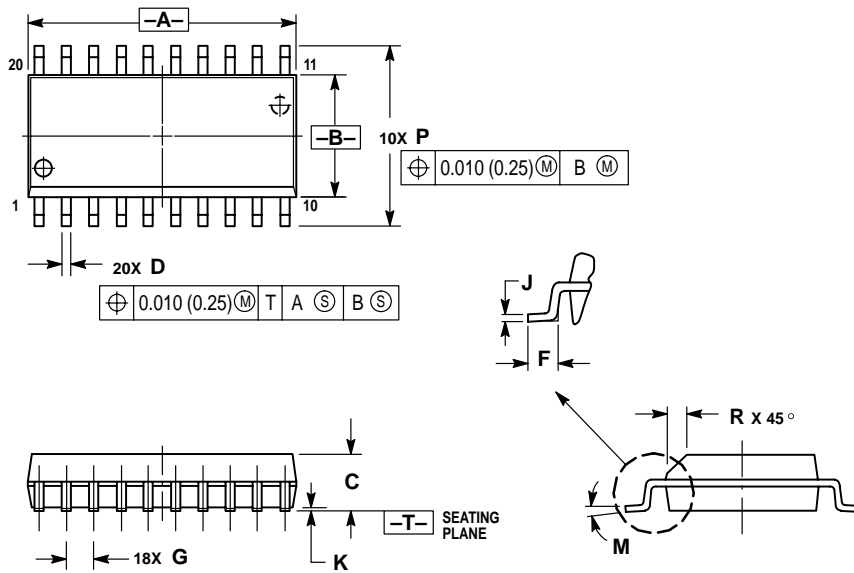 –A–
20 11
–B–
10X P
⌖ 0.010 (0.25) Ⓜ B Ⓜ
1 10
20X D
⌖ 0.010 (0.25) Ⓜ T A Ⓢ B Ⓢ
J
F
R X 45°
C
–T– SEATING
PLANE
M
18X G
K